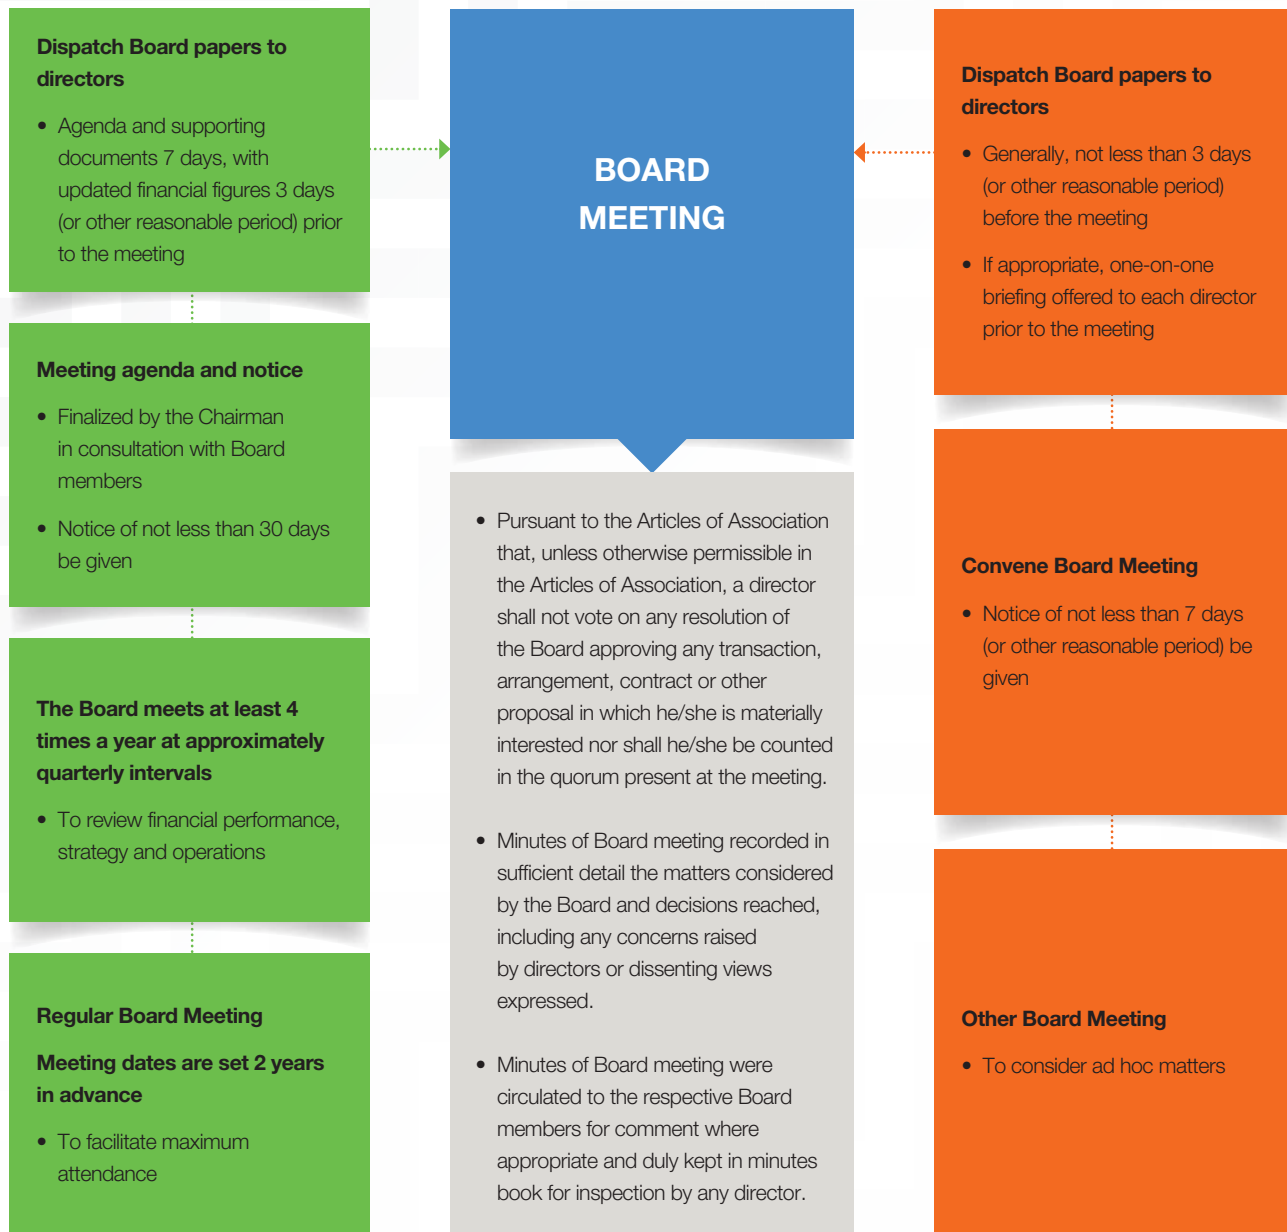 Dispatch Board papers to
directors
• Agenda and supporting
documents 7 days, with
updated financial figures 3 days
(or other reasonable period) prior
to the meeting
Meeting agenda and notice
• Finalized by the Chairman
in consultation with Board
members
• Notice of not less than 30 days
be given
The Board meets at least 4
times a year at approximately
quarterly intervals
• To review financial performance,
strategy and operations
Regular Board Meeting
Meeting dates are set 2 years
in advance
• To facilitate maximum
attendance
BOARD
MEETING
• Pursuant to the Articles of Association
that, unless otherwise permissible in
the Articles of Association, a director
shall not vote on any resolution of
the Board approving any transaction,
arrangement, contract or other
proposal in which he/she is materially
interested nor shall he/she be counted
in the quorum present at the meeting.
• Minutes of Board meeting recorded in
sufficient detail the matters considered
by the Board and decisions reached,
including any concerns raised
by directors or dissenting views
expressed.
• Minutes of Board meeting were
circulated to the respective Board
members for comment where
appropriate and duly kept in minutes
book for inspection by any director.
Dispatch Board papers to
directors
• Generally, not less than 3 days
(or other reasonable period)
before the meeting
• If appropriate, one-on-one
briefing offered to each director
prior to the meeting
Convene Board Meeting
• Notice of not less than 7 days
(or other reasonable period) be
given
Other Board Meeting
• To consider ad hoc matters